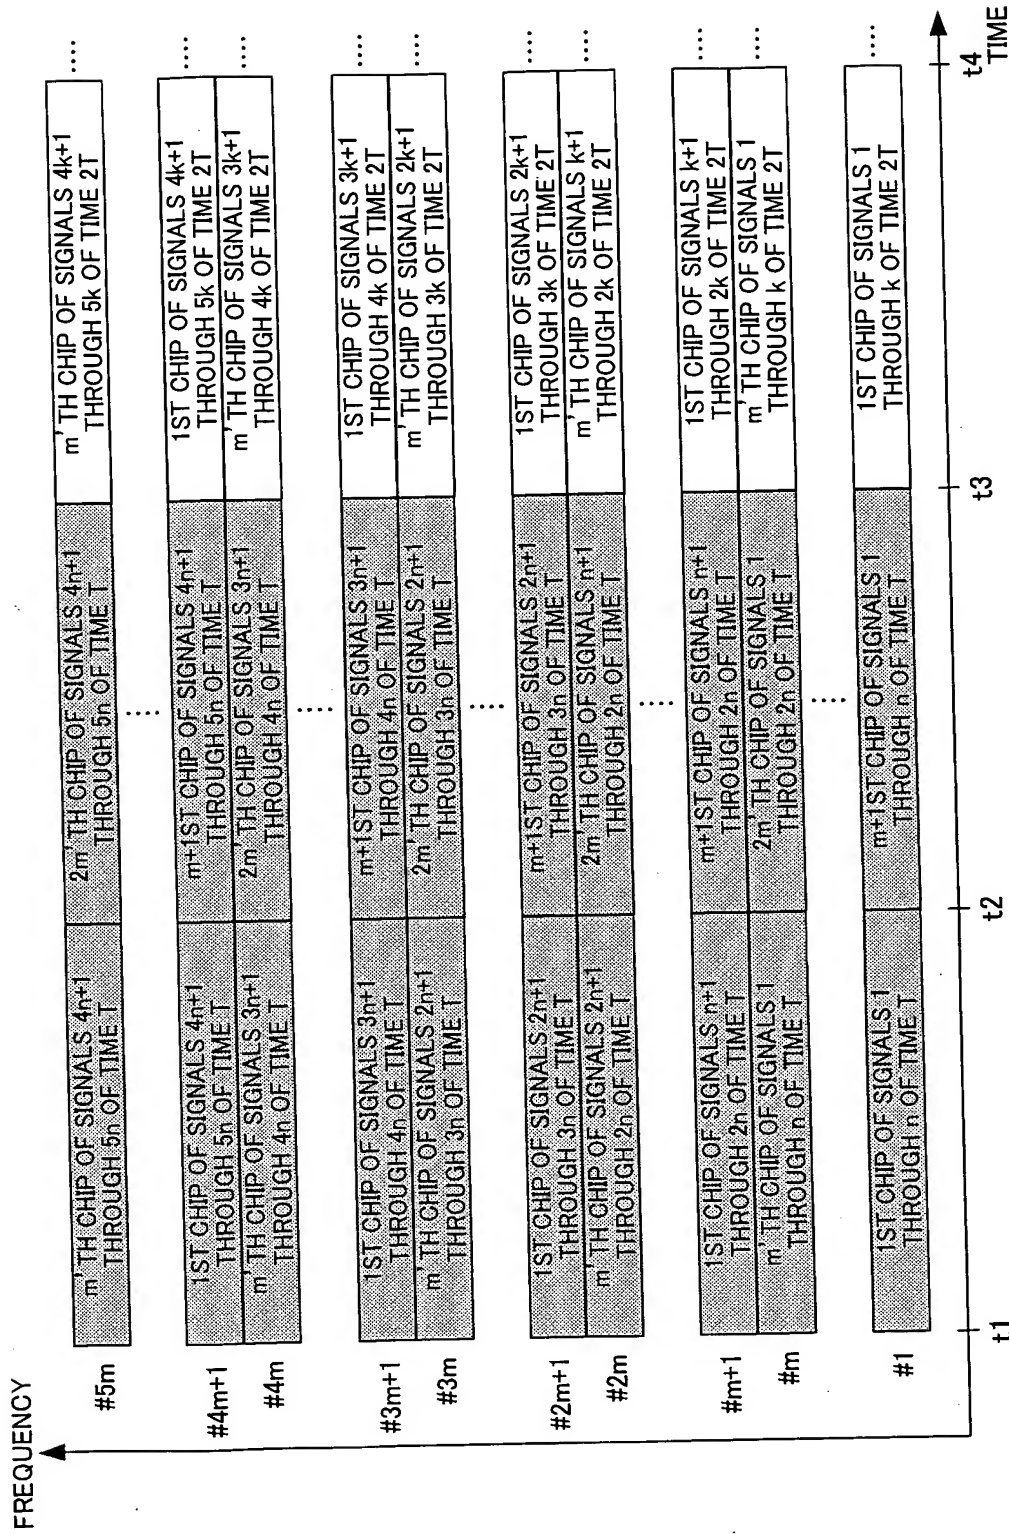 FREQUENCY
#5m
m' TH CHIP OF SIGNALS 4n+1
THROUGH 5n OF TIME T
2m' TH CHIP OF SIGNALS 4n+1
THROUGH 5n OF TIME T
m' TH CHIP OF SIGNALS 4k+1
THROUGH 5k OF TIME 2T
....
....
#4m+1
1ST CHIP OF SIGNALS 4n+1
THROUGH 5n OF TIME T
m+1ST CHIP OF SIGNALS 4n+1
THROUGH 5n OF TIME T
1ST CHIP OF SIGNALS 4k+1
THROUGH 5k OF TIME 2T
....
#4m
m' TH CHIP OF SIGNALS 3n+1
THROUGH 4n OF TIME T
2m' TH CHIP OF SIGNALS 3n+1
THROUGH 4n OF TIME T
m' TH CHIP OF SIGNALS 3k+1
THROUGH 4k OF TIME 2T
....
....
#3m+1
1ST CHIP OF SIGNALS 3n+1
THROUGH 4n OF TIME T
m+1ST CHIP OF SIGNALS 3n+1
THROUGH 4n OF TIME T
1ST CHIP OF SIGNALS 3k+1
THROUGH 4k OF TIME 2T
....
#3m
m' TH CHIP OF SIGNALS 2n+1
THROUGH 3n OF TIME T
2m' TH CHIP OF SIGNALS 2n+1
THROUGH 3n OF TIME T
m' TH CHIP OF SIGNALS 2k+1
THROUGH 3k OF TIME 2T
....
....
#2m+1
1ST CHIP OF SIGNALS 2n+1
THROUGH 3n OF TIME T
m+1ST CHIP OF SIGNALS 2n+1
THROUGH 3n OF TIME T
1ST CHIP OF SIGNALS 2k+1
THROUGH 3k OF TIME 2T
....
#2m
m' TH CHIP OF SIGNALS 2n+1
THROUGH 2n OF TIME T
2m' TH CHIP OF SIGNALS n+1
THROUGH 2n OF TIME T
m' TH CHIP OF SIGNALS k+1
THROUGH 2k OF TIME 2T
....
....
#m+1
1ST CHIP OF SIGNALS n+1
THROUGH 2n OF TIME T
m+1ST CHIP OF SIGNALS n+1
THROUGH 2n OF TIME T
1ST CHIP OF SIGNALS k+1
THROUGH 2k OF TIME 2T
....
#m
m' TH CHIP OF SIGNALS 1
THROUGH n OF TIME T
2m' TH CHIP OF SIGNALS 1
THROUGH 2n OF TIME T
m' TH CHIP OF SIGNALS 1
THROUGH k OF TIME 2T
....
....
#1
1ST CHIP OF SIGNALS 1
THROUGH n OF TIME T
m+1ST CHIP OF SIGNALS 1
THROUGH n OF TIME T
1ST CHIP OF SIGNALS 1
THROUGH k OF TIME 2T
....
t1
t2
t3
t4
TIME